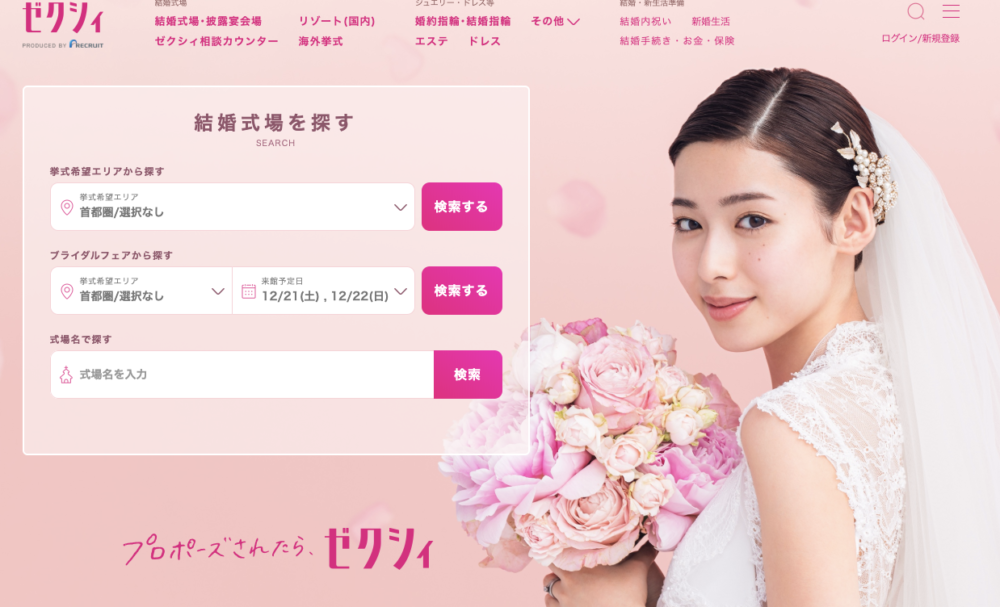 ゼクシィ
PRODUCED BY RECRUIT
結婚式場
結婚式場・披露宴会場
リゾート(国内)
ゼクシィ相談カウンター
海外挙式
ジュエリー・ドレス等
婚約指輪・結婚指輪
その他
エステ
ドレス
結婚・新生活準備
結婚内祝い
新婚生活
結婚手続き・お金・保険
ログイン/新規登録
結婚式場を探す
SEARCH
挙式希望エリアから探す
挙式希望エリア
首都圏/選択なし
検索する
ブライダルフェアから探す
挙式希望エリア
首都圏/選択なし
来館予定日
12/21(土) , 12/22(日)
検索する
式場名で探す
式場名を入力
検索
プロポーズされたら、ゼクシィ